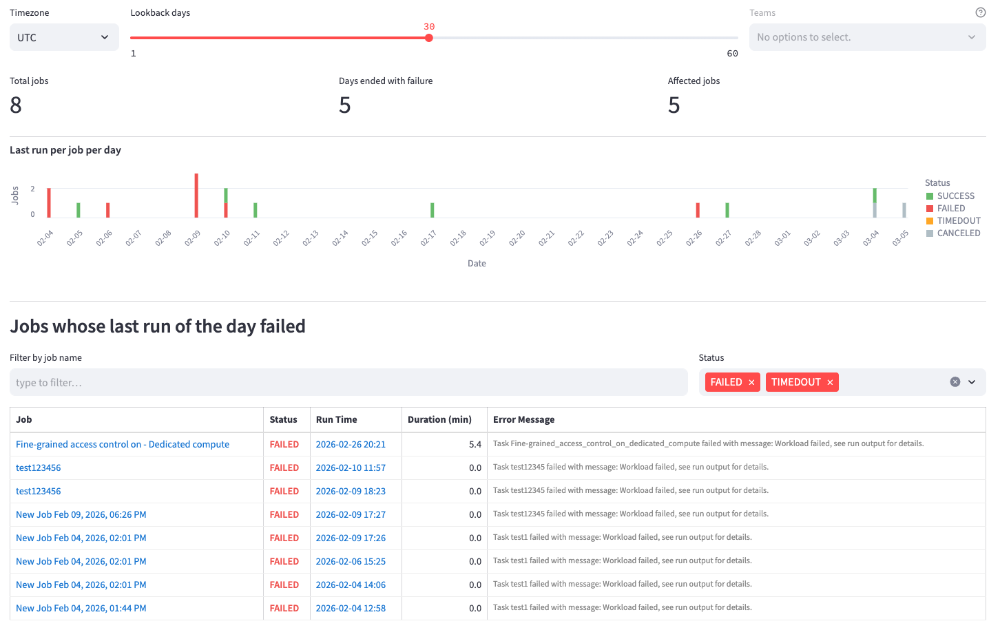 Timezone
Lookback days
Teams
UTC
30
No options to select.
1
60
Total jobs
Days ended with failure
Affected jobs
8
5
5
Last run per job per day
Jobs
2
0
02-04
02-05
02-06
02-07
02-08
02-09
02-10
02-11
02-12
02-13
02-14
02-15
02-16
02-17
02-18
02-19
02-20
02-21
02-22
02-23
02-24
02-25
02-26
02-27
02-28
03-01
03-02
03-03
03-04
03-05
Date
Status
SUCCESS
FAILED
TIMEDOUT
CANCELED
Jobs whose last run of the day failed
Filter by job name
Status
type to filter…
FAILED
TIMEDOUT
Job Status Run Time Duration (min) Error Message
Fine-grained access control on - Dedicated compute FAILED 2026-02-26 20:21 5.4 Task Fine-grained_access_control_on_dedicated_compute failed with message: Workload failed, see run output for details.
test123456 FAILED 2026-02-10 11:57 0.0 Task test12345 failed with message: Workload failed, see run output for details.
test123456 FAILED 2026-02-09 18:23 0.0 Task test12345 failed with message: Workload failed, see run output for details.
New Job Feb 09, 2026, 06:26 PM FAILED 2026-02-09 17:27 0.0 Task test12345 failed with message: Workload failed, see run output for details.
New Job Feb 04, 2026, 02:01 PM FAILED 2026-02-09 17:26 0.0 Task test1 failed with message: Workload failed, see run output for details.
New Job Feb 04, 2026, 02:01 PM FAILED 2026-02-06 15:25 0.0 Task test1 failed with message: Workload failed, see run output for details.
New Job Feb 04, 2026, 02:01 PM FAILED 2026-02-04 14:06 0.0 Task test1 failed with message: Workload failed, see run output for details.
New Job Feb 04, 2026, 01:44 PM FAILED 2026-02-04 12:58 0.0 Task test1 failed with message: Workload failed, see run output for details.